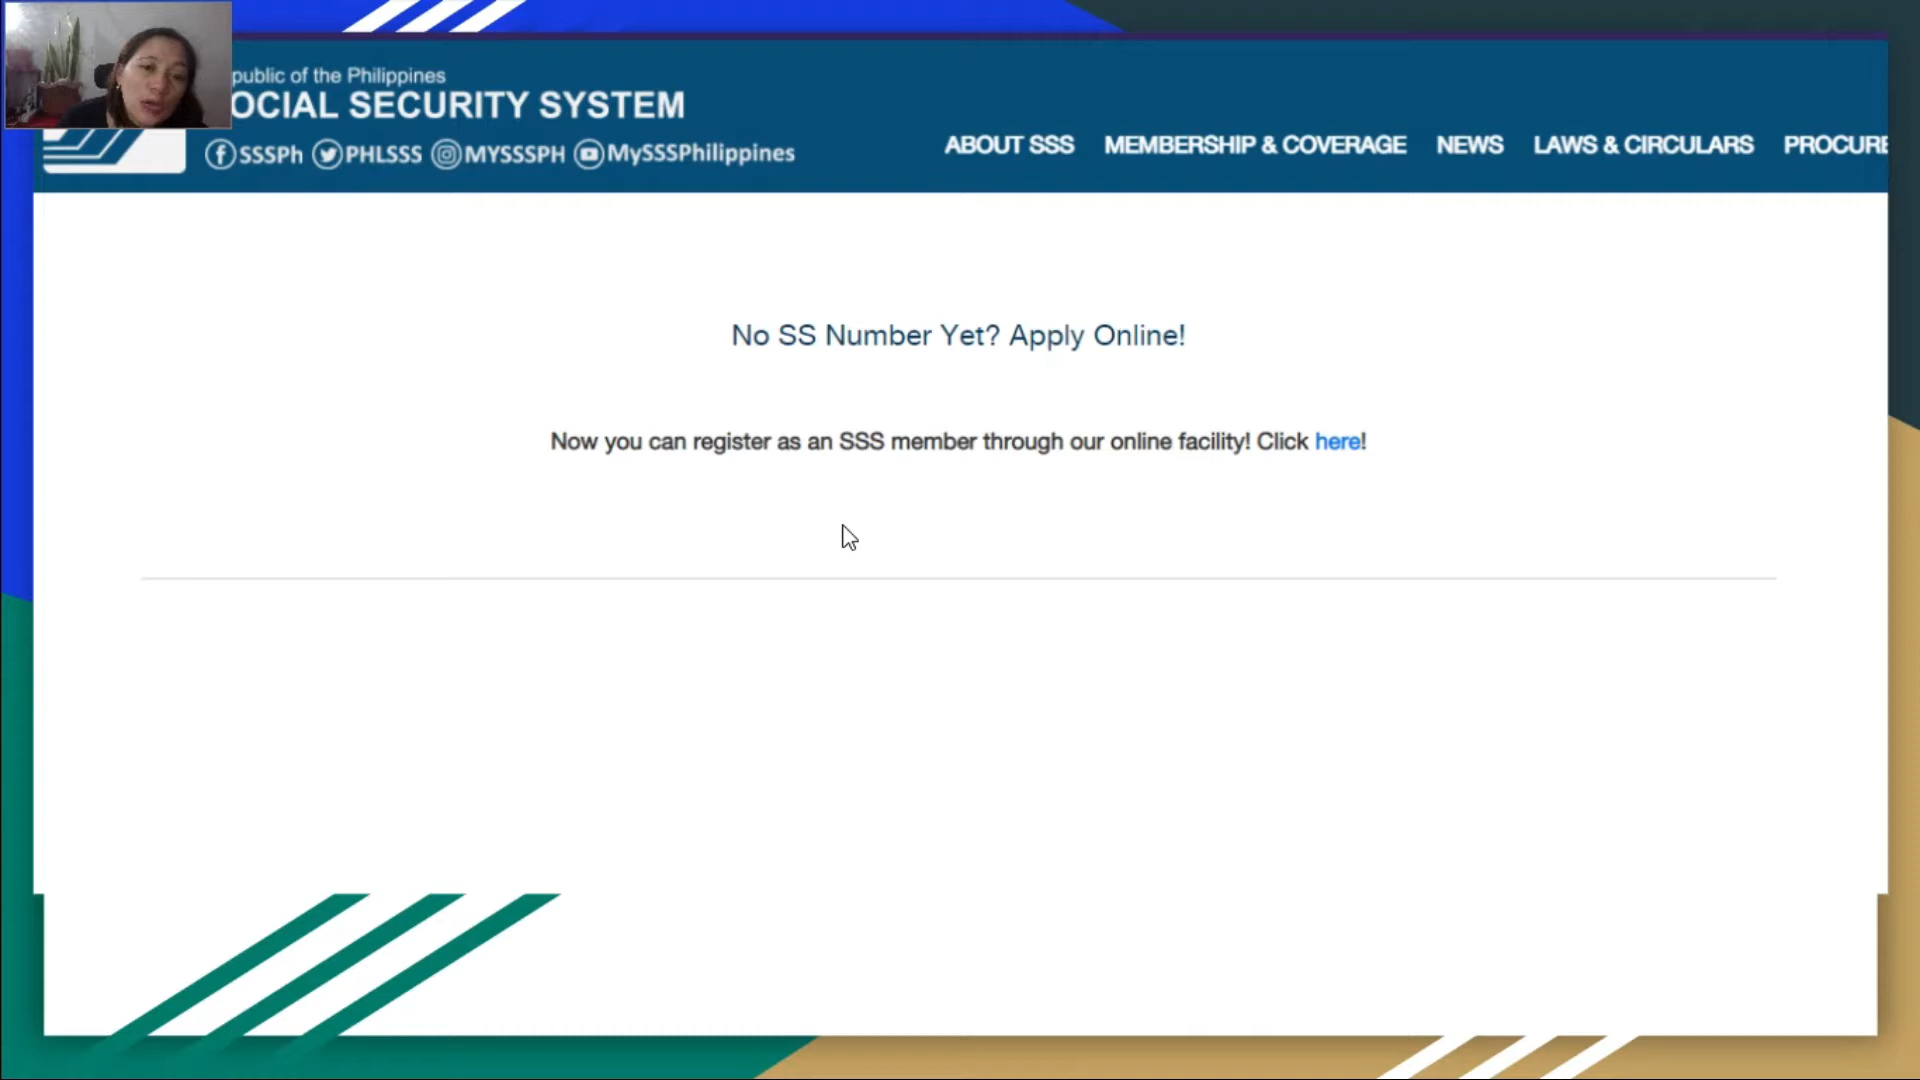 public of the Philippines
OCIAL SECURITY SYSTEM
SSSPh PHLSSS MYSSSPH MySSSPhilippines
ABOUT SSS MEMBERSHIP & COVERAGE NEWS LAWS & CIRCULARS PROCURE
No SS Number Yet? Apply Online!
Now you can register as an SSS member through our online facility! Click here!